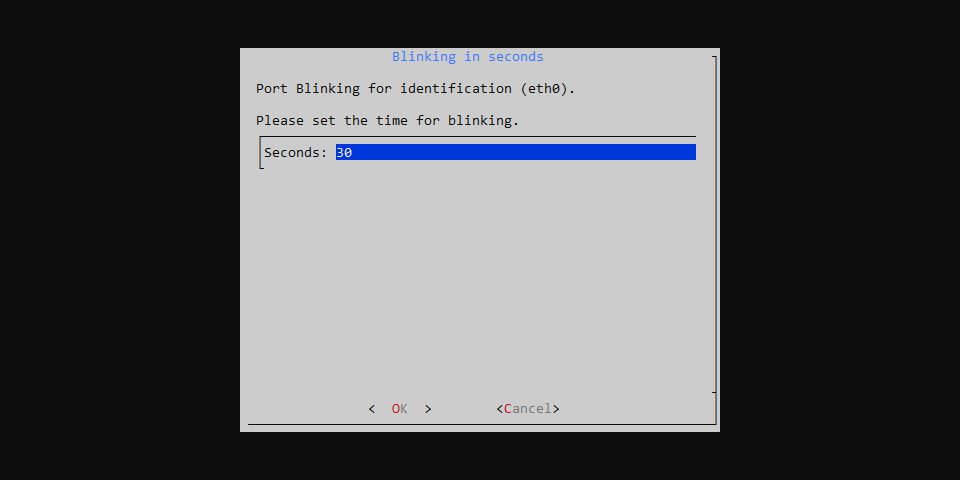 Blinking in seconds
Port Blinking for identification (eth0).
Please set the time for blinking.
Seconds: 30
<  OK  >        <Cancel>